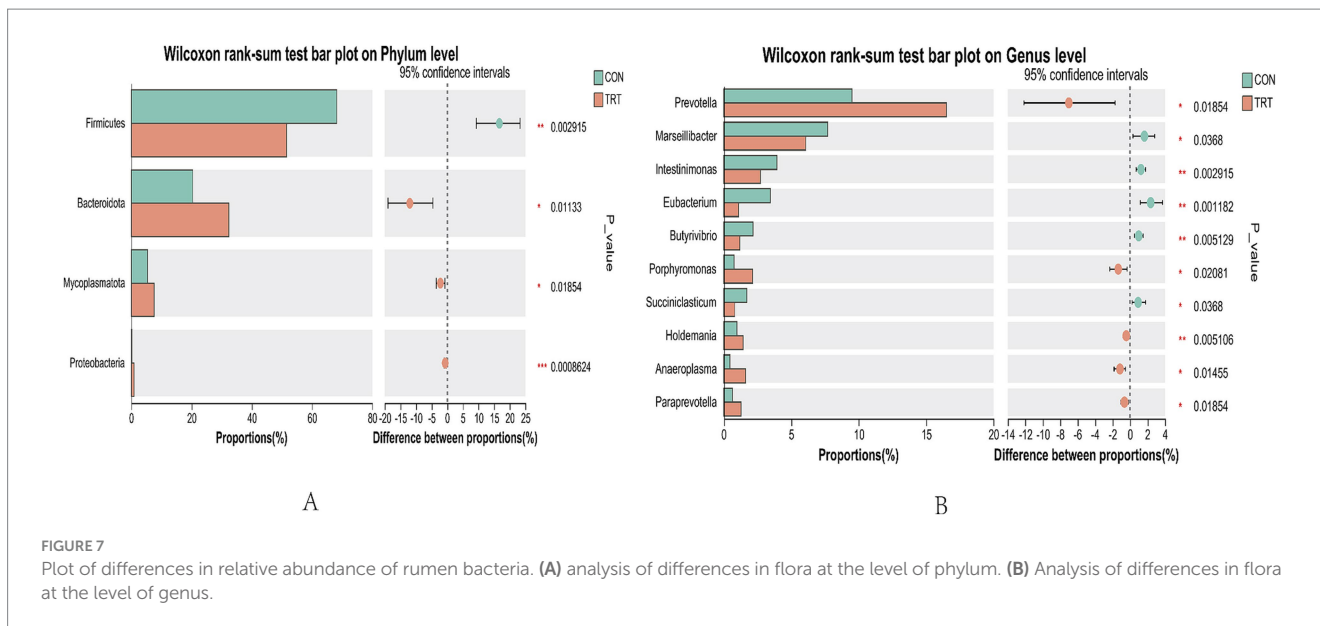 Wilcoxon rank-sum test bar plot on Phylum level
95% confidence intervals
CON
TRT
Firmicutes
** 0.002915
Bacteroidota
* 0.01133
Mycoplasmatota
* 0.01854
Proteobacteria
*** 0.0008624
P_value
0 20 40 60 80
-20 -15 -10 -5 0 5 10 15 20 25
Proportions(%)
Difference between proportions(%)
A
Wilcoxon rank-sum test bar plot on Genus level
95% confidence intervals
CON
TRT
Prevotella
* 0.01854
Marseillibacter
* 0.0368
Intestinimonas
** 0.002915
Eubacterium
** 0.001182
Butyrivibrio
** 0.005129
Porphyromonas
* 0.02081
Succiniclasticum
* 0.0368
Holdemania
** 0.005106
Anaeroplasma
* 0.01455
Paraprevotella
* 0.01854
P_value
0 5 10 15 20
-14 -12 -10 -8 -6 -4 -2 0 2 4
Proportions(%)
Difference between proportions(%)
B
FIGURE 7
Plot of differences in relative abundance of rumen bacteria. (A) analysis of differences in flora at the level of phylum. (B) Analysis of differences in flora
at the level of genus.